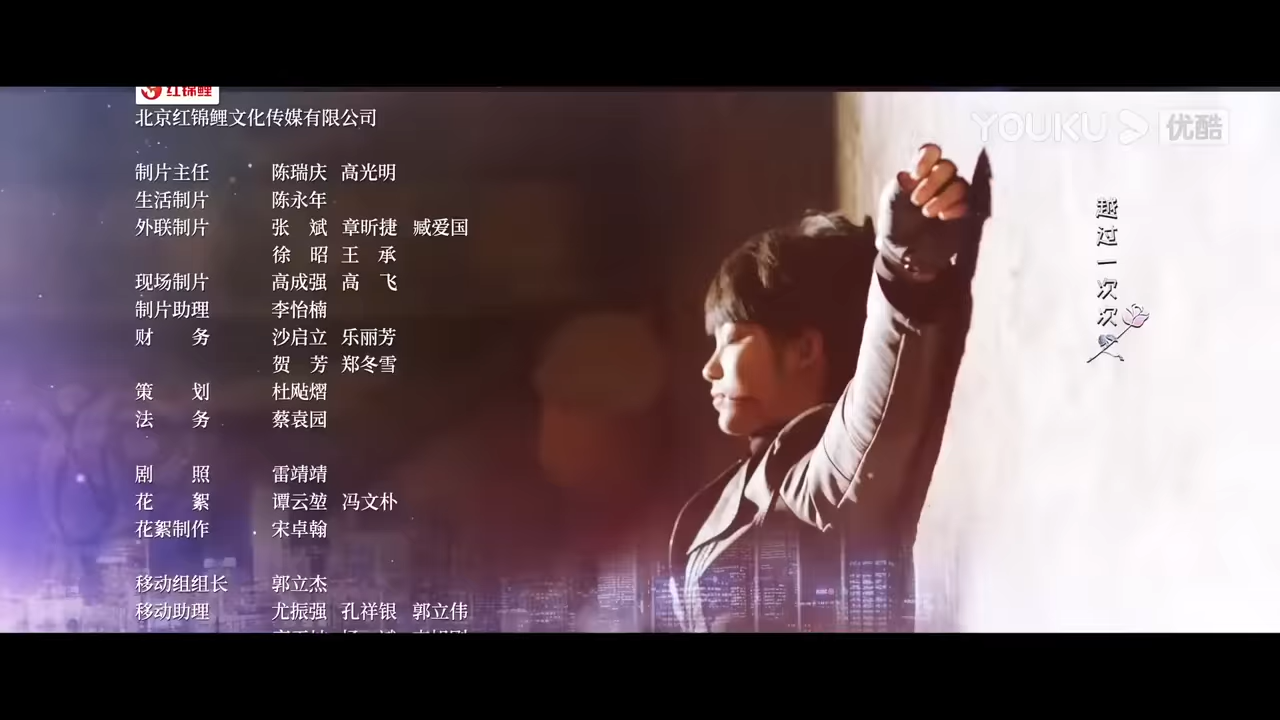 红锦鲤
北京红锦鲤文化传媒有限公司
制片主任 陈瑞庆 高光明
生活制片 陈永年
外联制片 张 斌 章昕捷 臧爱国
徐 昭 王 承
现场制片 高成强 高 飞
制片助理 李怡楠
财 务 沙启立 乐丽芳
贺 芳 郑冬雪
策 划 杜飚熠
法 务 蔡袁园
剧 照 雷靖靖
花 絮 谭云堃 冯文朴
花絮制作 宋卓翰
移动组组长 郭立杰
移动助理 尤振强 孔祥银 郭立伟
YOUKU 优酷
越过一次次